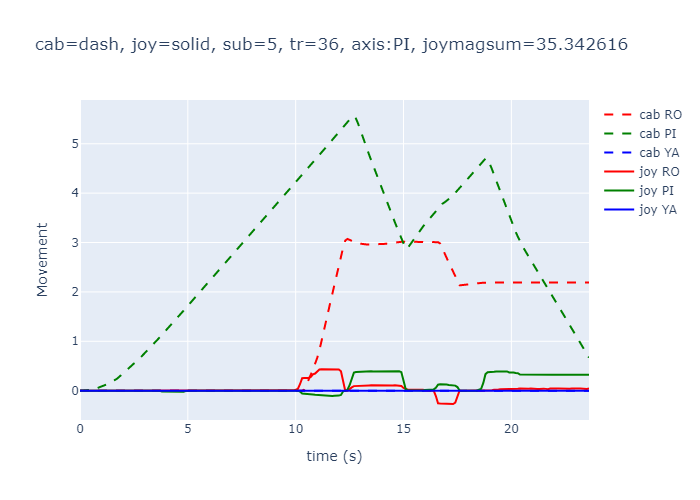 cab=dash, joy=solid, sub=5, tr=36, axis:PI, joymagsum=35.342616
cab RO
cab PI
cab YA
joy RO
joy PI
joy YA
Movement
5
4
3
2
1
0
0
5
10
15
20
time (s)